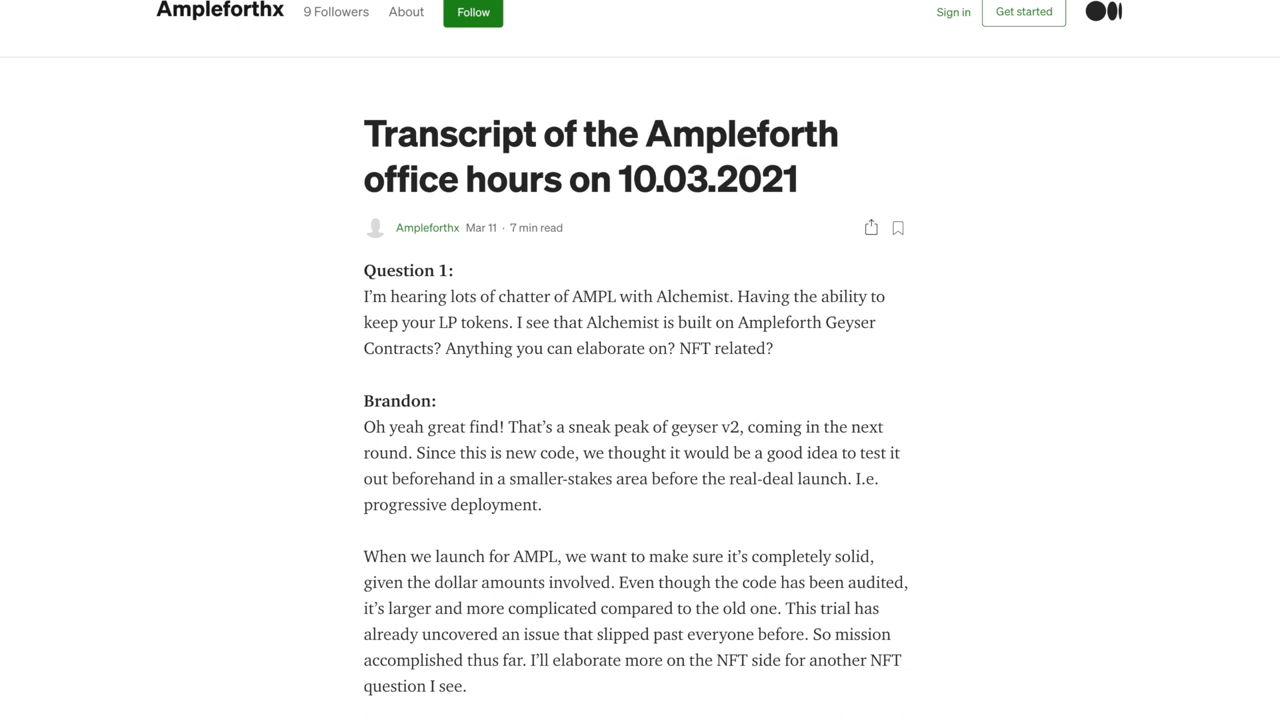 Ampleforthx 9 Followers About Follow Sign in Get started
Transcript of the Ampleforth
office hours on 10.03.2021
Ampleforthx Mar 11 · 7 min read
Question 1:
I’m hearing lots of chatter of AMPL with Alchemist. Having the ability to
keep your LP tokens. I see that Alchemist is built on Ampleforth Geyser
Contracts? Anything you can elaborate on? NFT related?
Brandon:
Oh yeah great find! That’s a sneak peak of geyser v2, coming in the next
round. Since this is new code, we thought it would be a good idea to test it
out beforehand in a smaller-stakes area before the real-deal launch. I.e.
progressive deployment.
When we launch for AMPL, we want to make sure it’s completely solid,
given the dollar amounts involved. Even though the code has been audited,
it’s larger and more complicated compared to the old one. This trial has
already uncovered an issue that slipped past everyone before. So mission
accomplished thus far. I’ll elaborate more on the NFT side for another NFT
question I see.